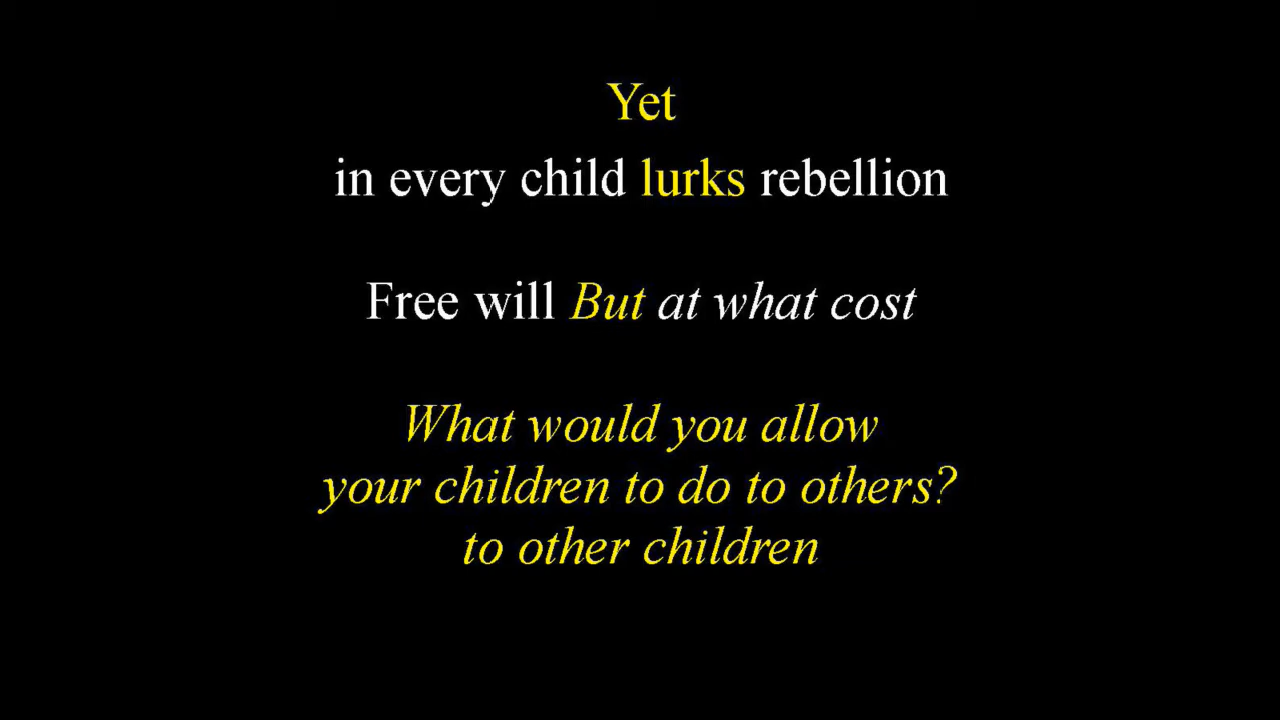 Yet
in every child lurks rebellion
Free will But at what cost
What would you allow
your children to do to others?
to other children